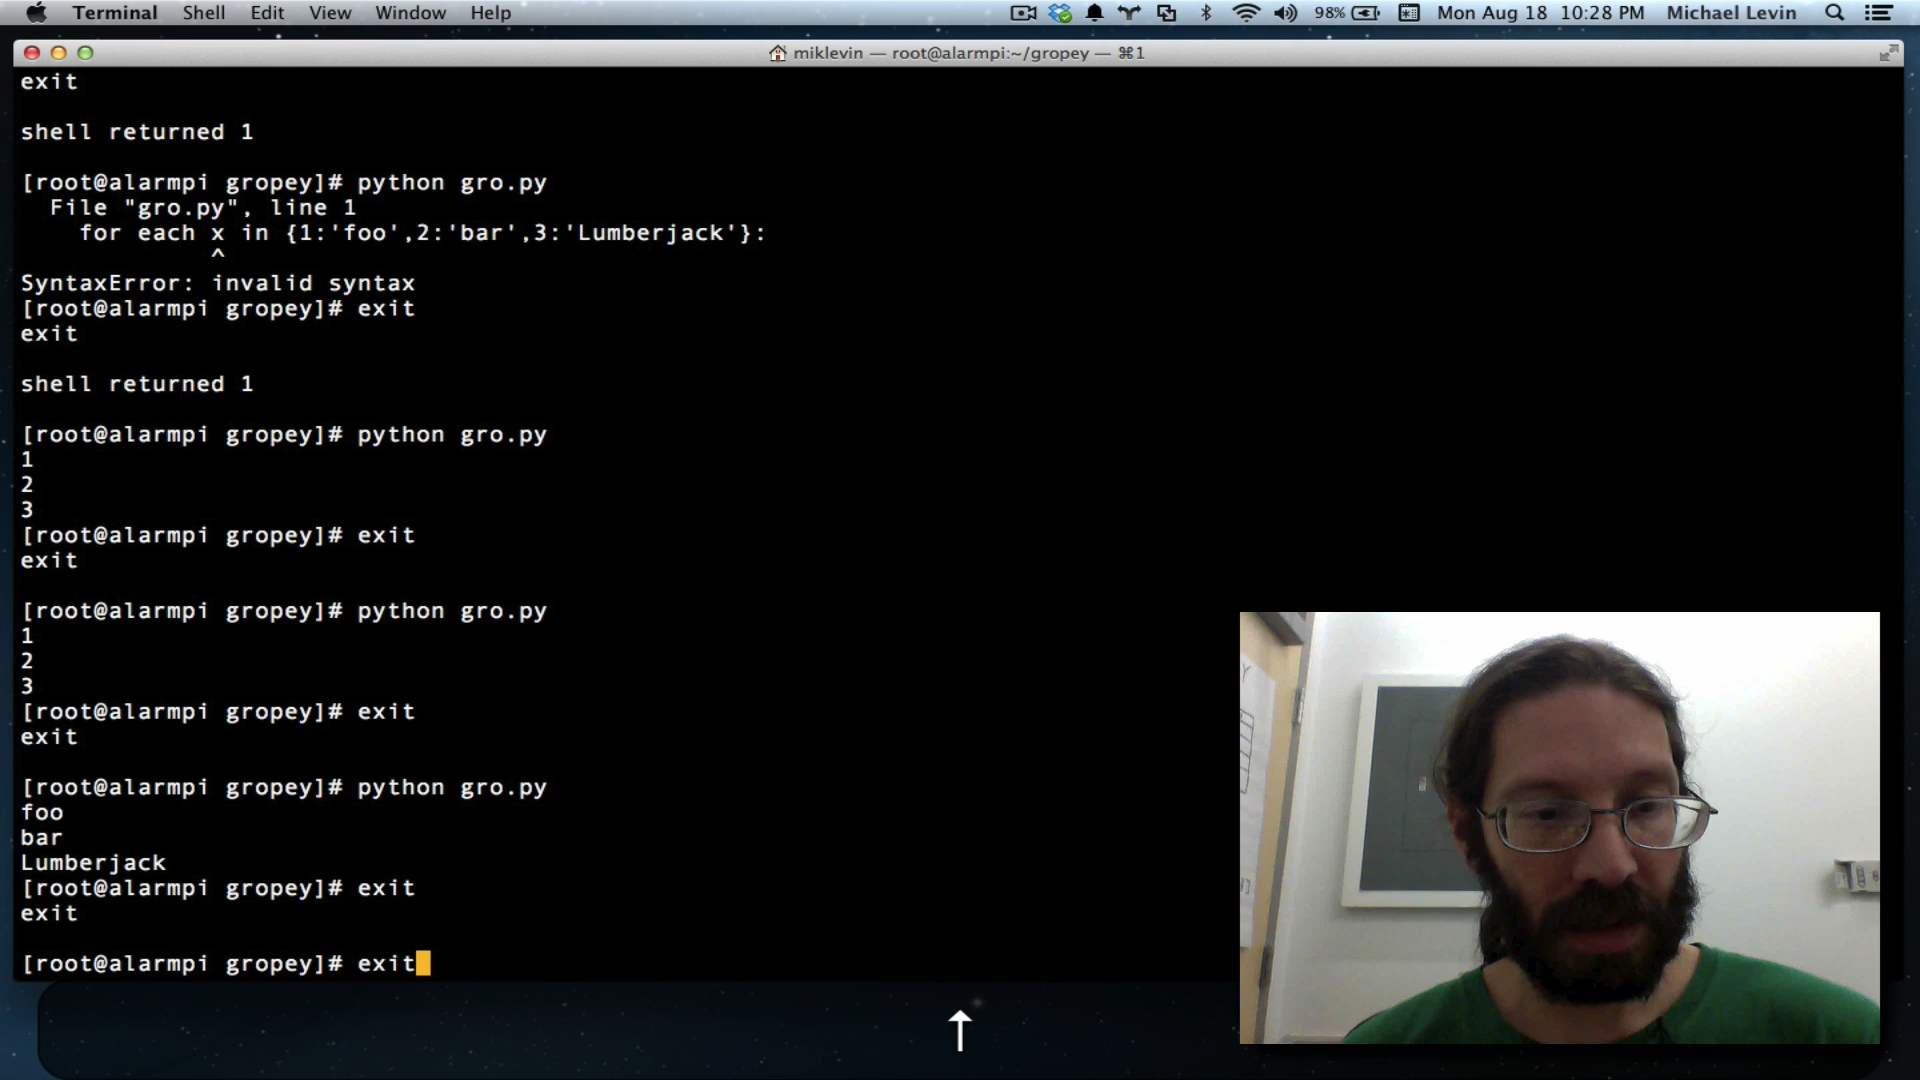 Terminal Shell Edit View Window Help 98% Mon Aug 18 10:28 PM Michael Levin
miklevin — root@alarmpi:~/gropey — ⌘1
exit
shell returned 1
[root@alarmpi gropey]# python gro.py
File "gro.py", line 1
for each x in {1:'foo',2:'bar',3:'Lumberjack'}:
^
SyntaxError: invalid syntax
[root@alarmpi gropey]# exit
exit
shell returned 1
[root@alarmpi gropey]# python gro.py
1
2
3
[root@alarmpi gropey]# exit
exit
[root@alarmpi gropey]# python gro.py
1
2
3
[root@alarmpi gropey]# exit
exit
[root@alarmpi gropey]# python gro.py
foo
bar
Lumberjack
[root@alarmpi gropey]# exit
exit
[root@alarmpi gropey]# exit